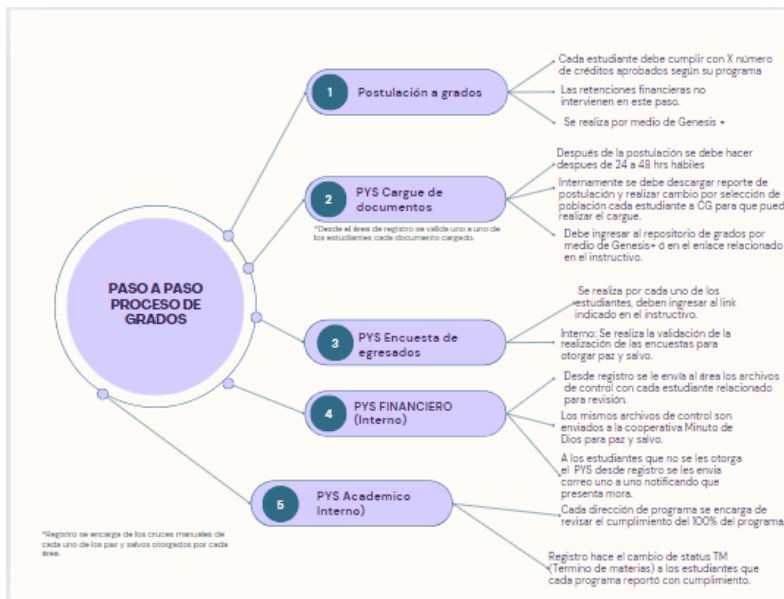 PASO A PASO
PROCESO DE
GRADOS
1
Postulación a grados
Cada estudiante debe cumplir con X número
de créditos aprobados según su programa
Las retenciones financieras no
intervienen en este paso.
Se realiza por medio de Genesis +
2
PYS Cargue de
documentos
*Desde el área de registro se valida uno a uno de
los estudiantes cada documento cargado.
Después de la postulación se debe hacer
despues de 24 a 48 hrs hábiles
Internamente se debe descargar reporte de
postulación y realizar cambio por selección de
población cada estudiante a CG para que pued
realizar el cargue.
Debe ingresar al repositorio de grados por
medio de Genesis+ ó en el enlace relacionado
en el instructivo.
3
PYS Encuesta de
egresados
Se realiza por cada uno de los
estudiantes, deben ingresar al link
indicado en el instructivo.
Interno: Se realiza la validación de la
realización de las encuestas para
otorgar paz y salvo.
4
PYS FINANCIERO
(Interno)
Desde registro se le envía al área los archivos
de control con cada estudiante relacionado
para revisión.
Los mismos archivos de control son
enviados a la cooperativa Minuto de
Dios para paz y salvo.
A los estudiantes que no se les otorga
el PYS desde registro se les envia
correo uno a uno notificando que
presenta mora.
5
PYS Academico
Interno)
Cada dirección de programa se encarga de
revisar el cumplimiento del 100% del programa.
Registro hace el cambio de status TM
(Termino de materias) a los estudiantes que
cada programa reportó con cumplimiento.
*Registro se encarga de los cruces manuales de
cada uno de los paz y salvos otorgados por cada
área.